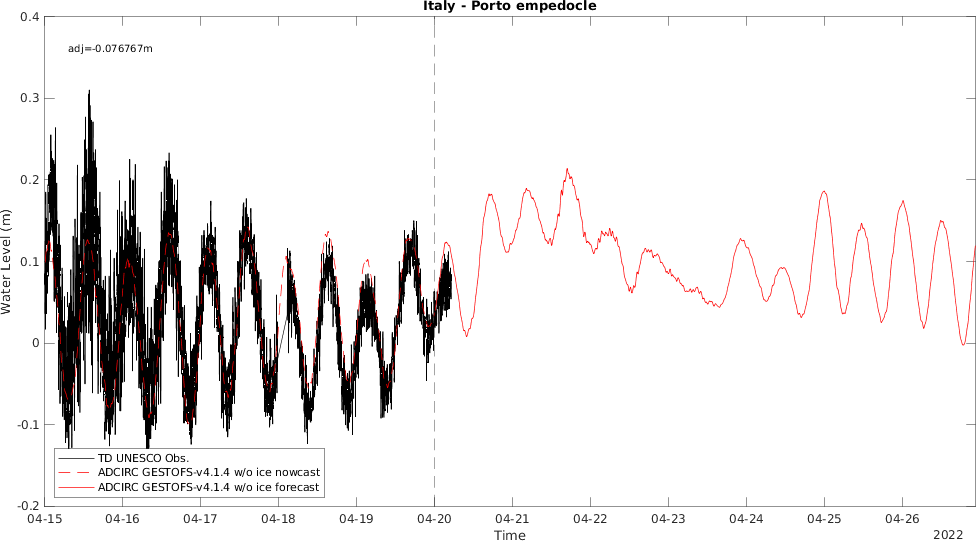 Italy - Porto empedocle
adj=-0.076767m
Water Level (m)
0.4
0.3
0.2
0.1
0
-0.1
-0.2
TD UNESCO Obs.
ADCIRC GESTOFS-v4.1.4 w/o ice nowcast
ADCIRC GESTOFS-v4.1.4 w/o ice forecast
04-15 04-16 04-17 04-18 04-19 04-20 04-21 04-22 04-23 04-24 04-25 04-26
Time
2022